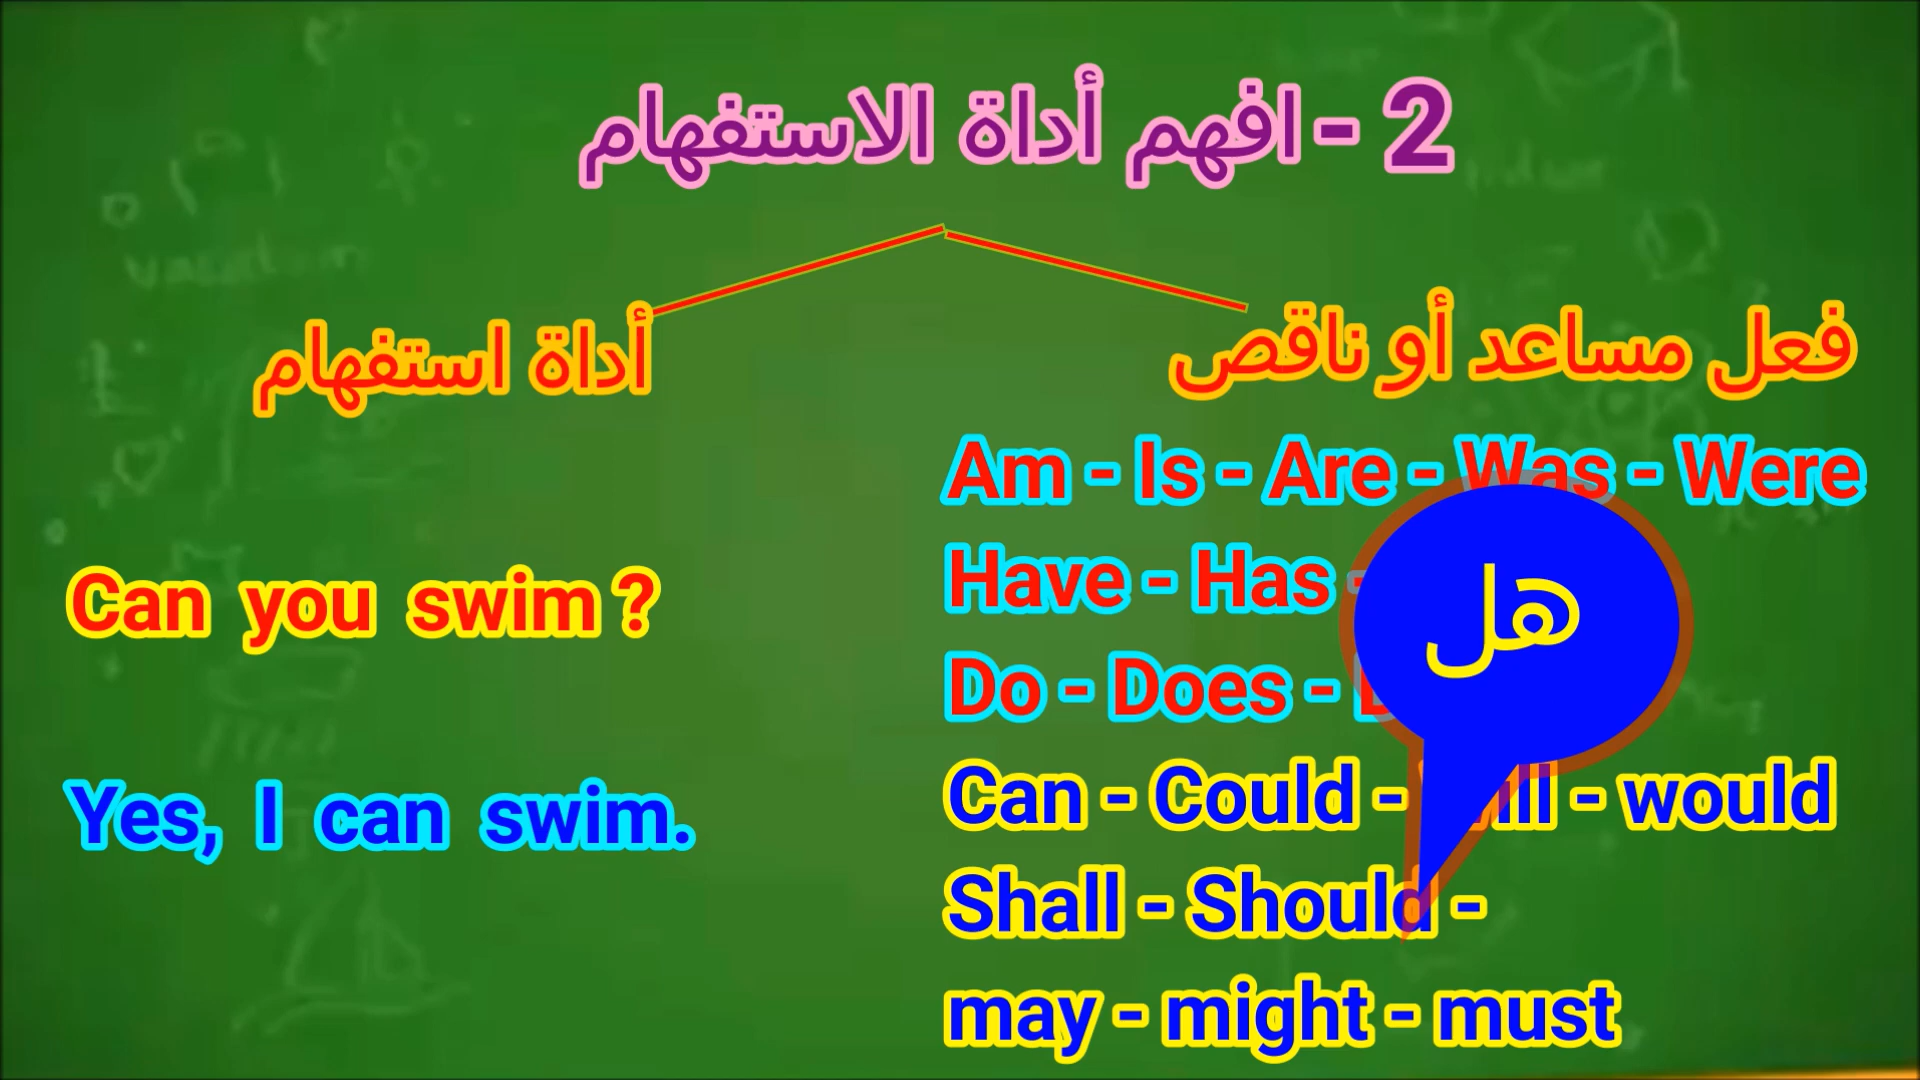 2 - افهم أداة الاستفهام
فعل مساعد أو ناقص
Am - Is - Are - Was - Were
Have - Has -
Do - Does -
Can - Could - - would
Shall - Should -
may - might - must
هل
أداة استفهام
Can you swim ?
Yes, I can swim.